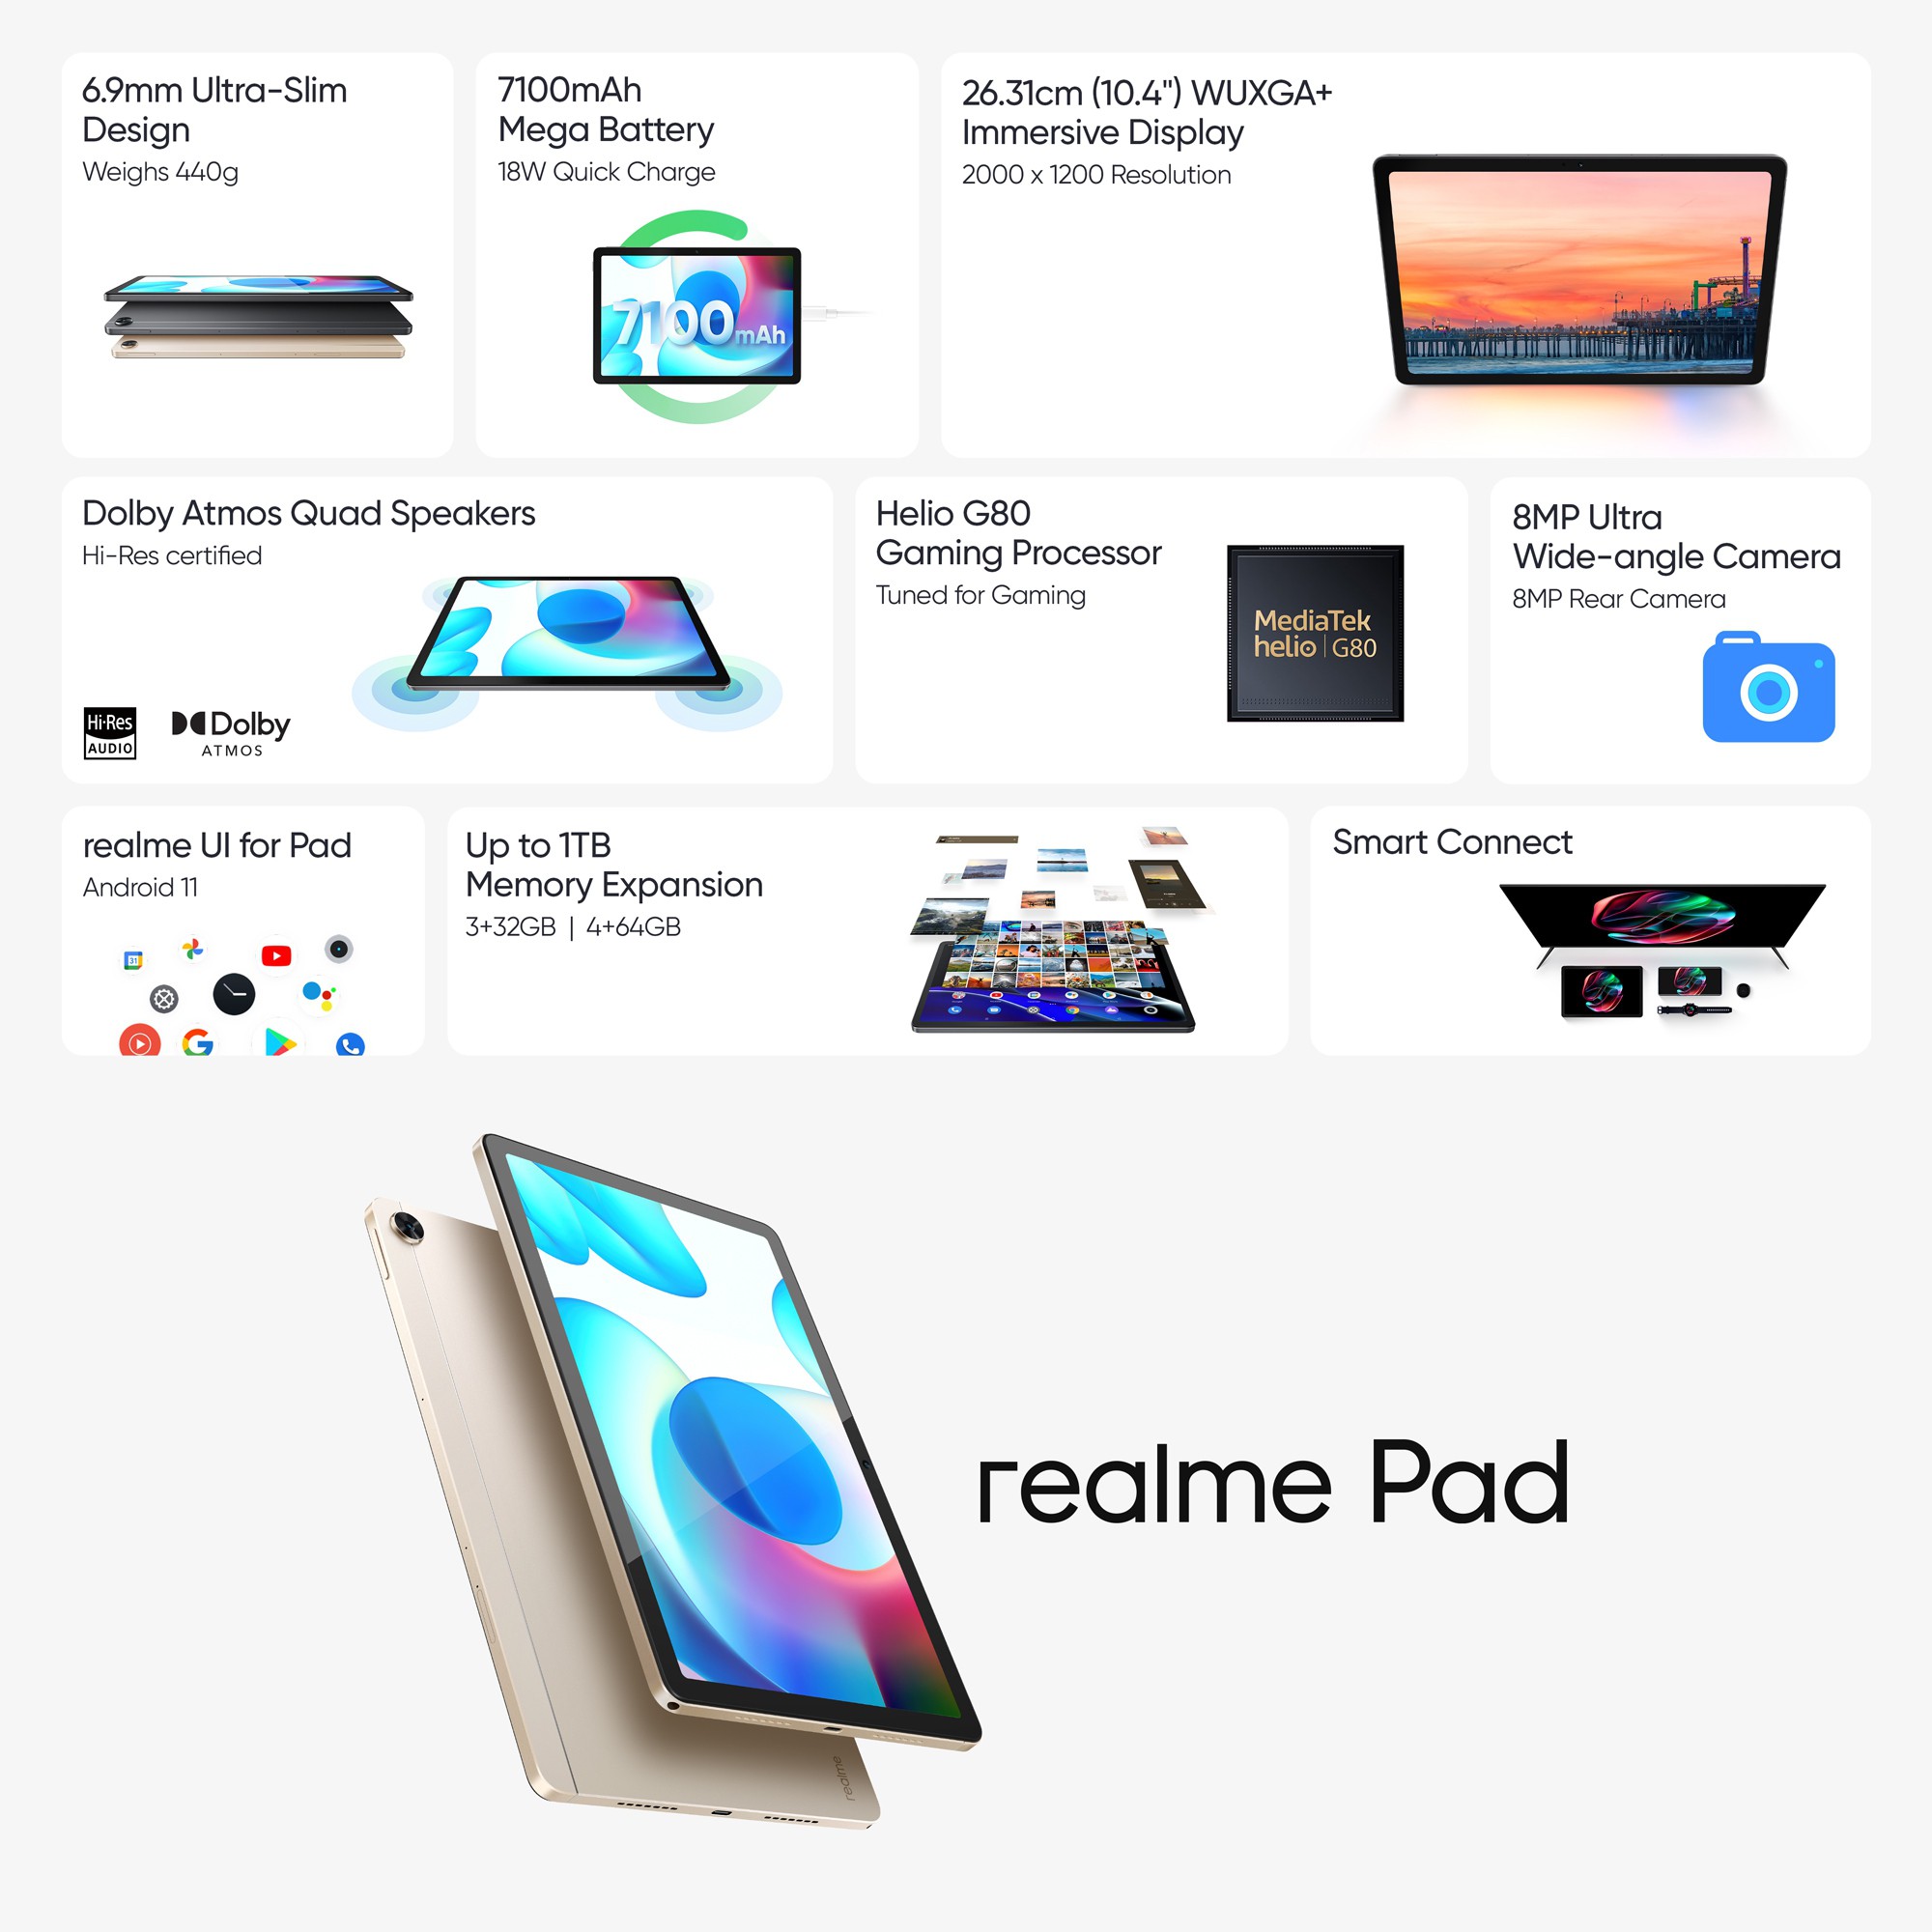 6.9mm Ultra-Slim
Design
Weighs 440g
7100mAh
Mega Battery
18W Quick Charge
7100mAh
26.31cm (10.4") WUXGA+
Immersive Display
2000 x 1200 Resolution
Dolby Atmos Quad Speakers
Hi-Res certified
Hi-Res
AUDIO
Dolby
ATMOS
Helio G80
Gaming Processor
Tuned for Gaming
MediaTek
helio | G80
8MP Ultra
Wide-angle Camera
8MP Rear Camera
realme UI for Pad
Android 11
31
Up to 1TB
Memory Expansion
3+32GB | 4+64GB
Smart Connect
realme Pad
realme